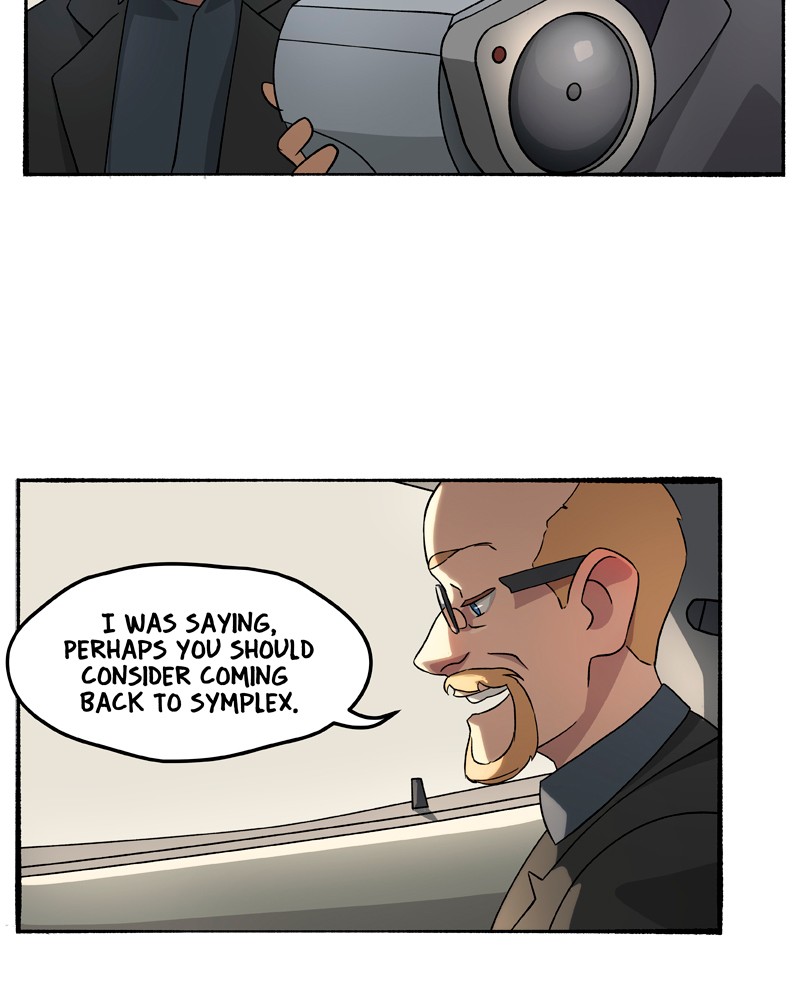 I WAS SAYING,
PERHAPS YOU SHOULD
CONSIDER COMING
BACK TO SYMPLEX.